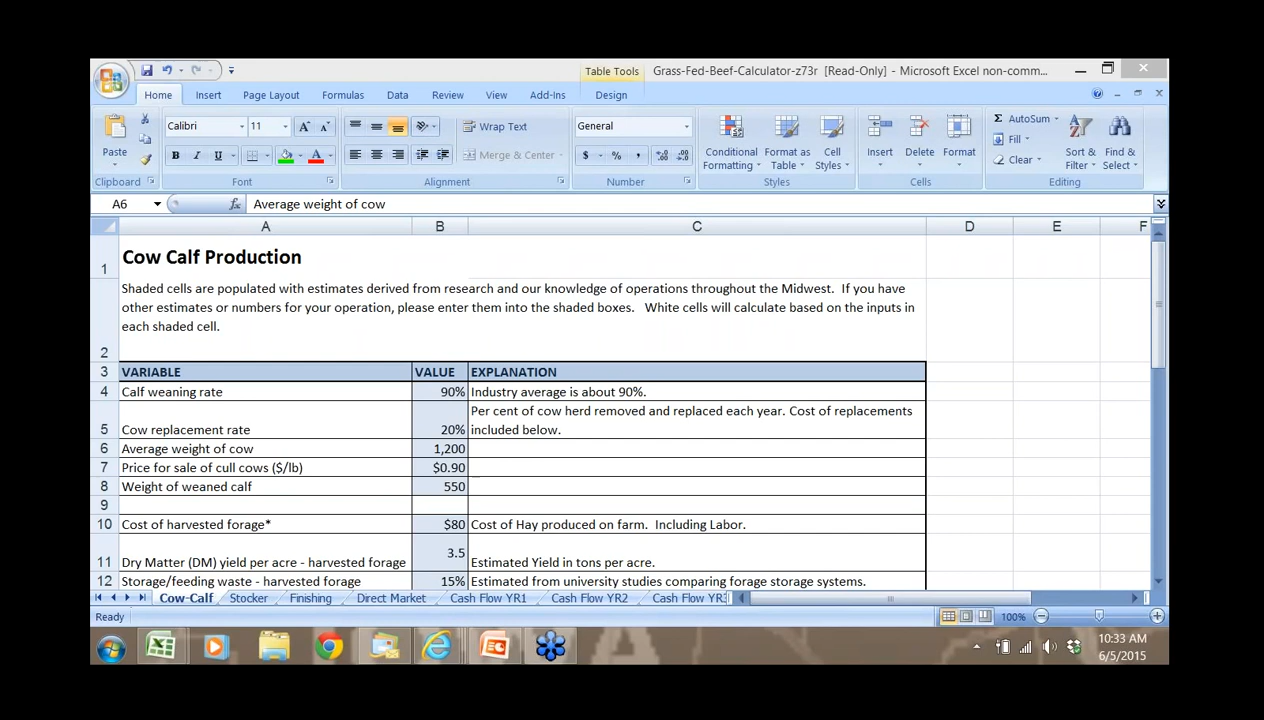 Table Tools
Grass-Fed-Beef-Calculator-z73r [Read-Only] - Microsoft Excel non-comm...
Home Insert Page Layout Formulas Data Review View Add-Ins Design
Paste
Clipboard
Calibri 11
B I U
Font
Wrap Text
Merge & Center
Alignment
General
$ % ,
Number
Conditional Formatting
Format as Table
Cell Styles
Styles
Insert Delete Format
Cells
Σ AutoSum
Fill
Clear
Sort & Filter
Find & Select
Editing
A6 fx Average weight of cow
A B C D E F
1 Cow Calf Production
Shaded cells are populated with estimates derived from research and our knowledge of operations throughout the Midwest. If you have
other estimates or numbers for your operation, please enter them into the shaded boxes. White cells will calculate based on the inputs in
each shaded cell.
2
3 VARIABLE VALUE EXPLANATION
4 Calf weaning rate 90% Industry average is about 90%.
Per cent of cow herd removed and replaced each year. Cost of replacements
5 Cow replacement rate 20% included below.
6 Average weight of cow 1,200
7 Price for sale of cull cows ($/lb) $0.90
8 Weight of weaned calf 550
9
10 Cost of harvested forage* $80 Cost of Hay produced on farm. Including Labor.
3.5
11 Dry Matter (DM) yield per acre - harvested forage Estimated Yield in tons per acre.
12 Storage/feeding waste - harvested forage 15% Estimated from university studies comparing forage storage systems.
Cow-Calf Stocker Finishing Direct Market Cash Flow YR1 Cash Flow YR2 Cash Flow YR3
Ready 100%
10:33 AM
6/5/2015